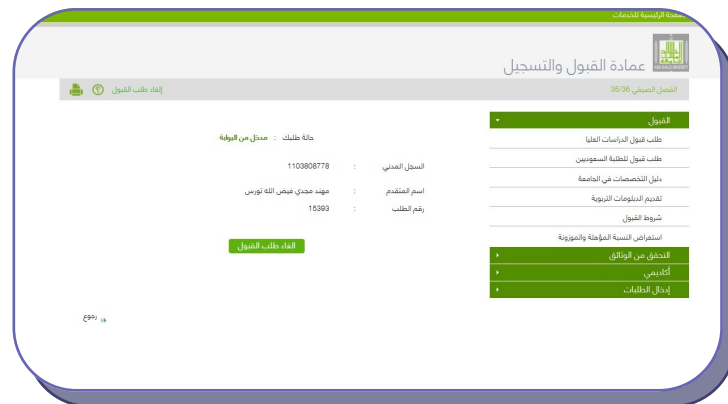 صفحة الرئيسية للخدمات
عمادة القبول والتسجيل
الفصل الصيفي 36/36
إلغاء طلب القبول
القبول
طلب قبول الدراسات العليا
طلب قبول للطلبة السعوديين
دليل التخصصات في الجامعة
تقديم الدبلومات التربوية
شروط القبول
استعراض النسبة المؤهلة والموزونة
التحقق من الوثائق
أكاديمي
إدخال الطلبات
حالة طلبك : مدخل من البوابة
السجل المدني : 1103808778
اسم المتقدم : مهند مجدي فيض الله تورس
رقم الطلب : 15393
الغاء طلب القبول
رجوع